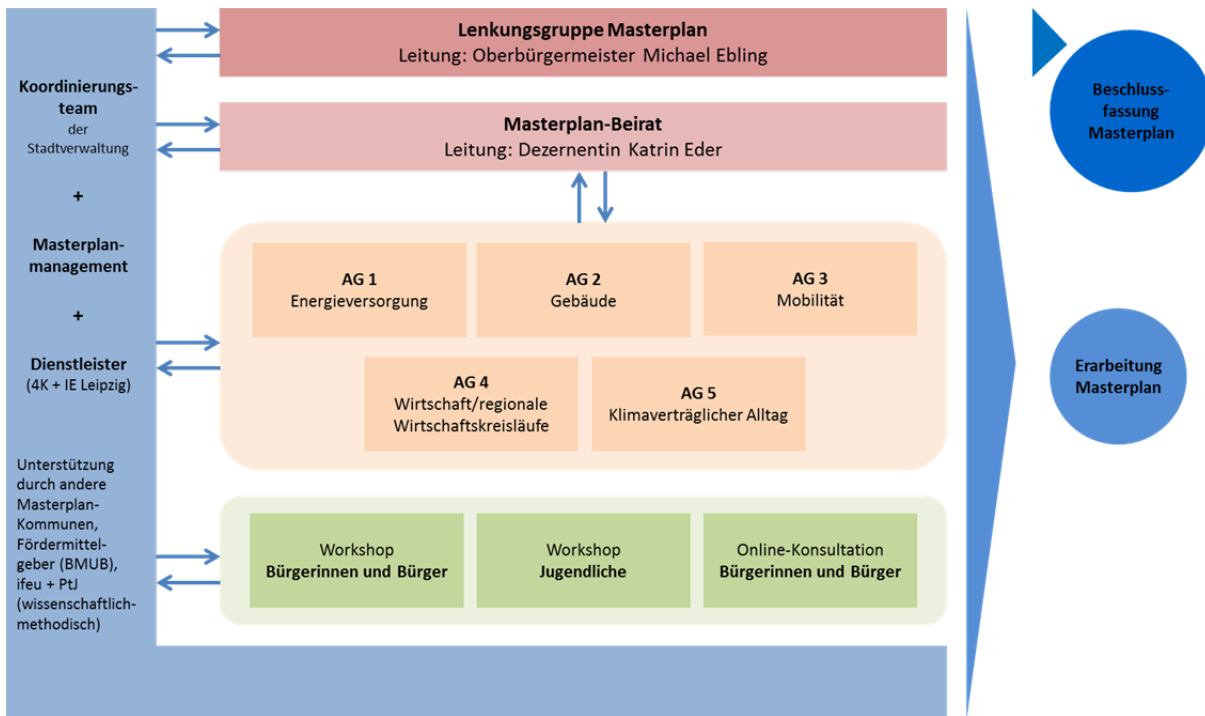 Koordinierungs-
team
der
Stadtverwaltung
+
Masterplan-
management
+
Dienstleister
(4K + IE Leipzig)
Unterstützung
durch andere
Masterplan-
Kommunen,
Fördermittel-
geber (BMUB),
ifeu + PtJ
(wissenschaftlich-
methodisch)
Lenkungsgruppe Masterplan
Leitung: Oberbürgermeister Michael Ebling
Masterplan-Beirat
Leitung: Dezernentin Katrin Eder
AG 1
Energieversorgung
AG 2
Gebäude
AG 3
Mobilität
AG 4
Wirtschaft/regionale
Wirtschaftskreisläufe
AG 5
Klimaverträglicher Alltag
Workshop
Bürgerinnen und Bürger
Workshop
Jugendliche
Online-Konsultation
Bürgerinnen und Bürger
Beschluss-
fassung
Masterplan
Erarbeitung
Masterplan